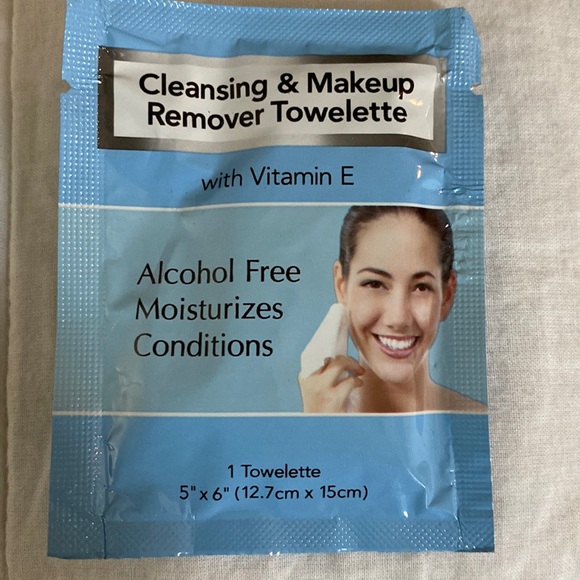 Cleansing & Makeup
Remover Towelette
with Vitamin E
Alcohol Free
Moisturizes
Conditions
1 Towelette
5" x 6" (12.7cm x 15cm)